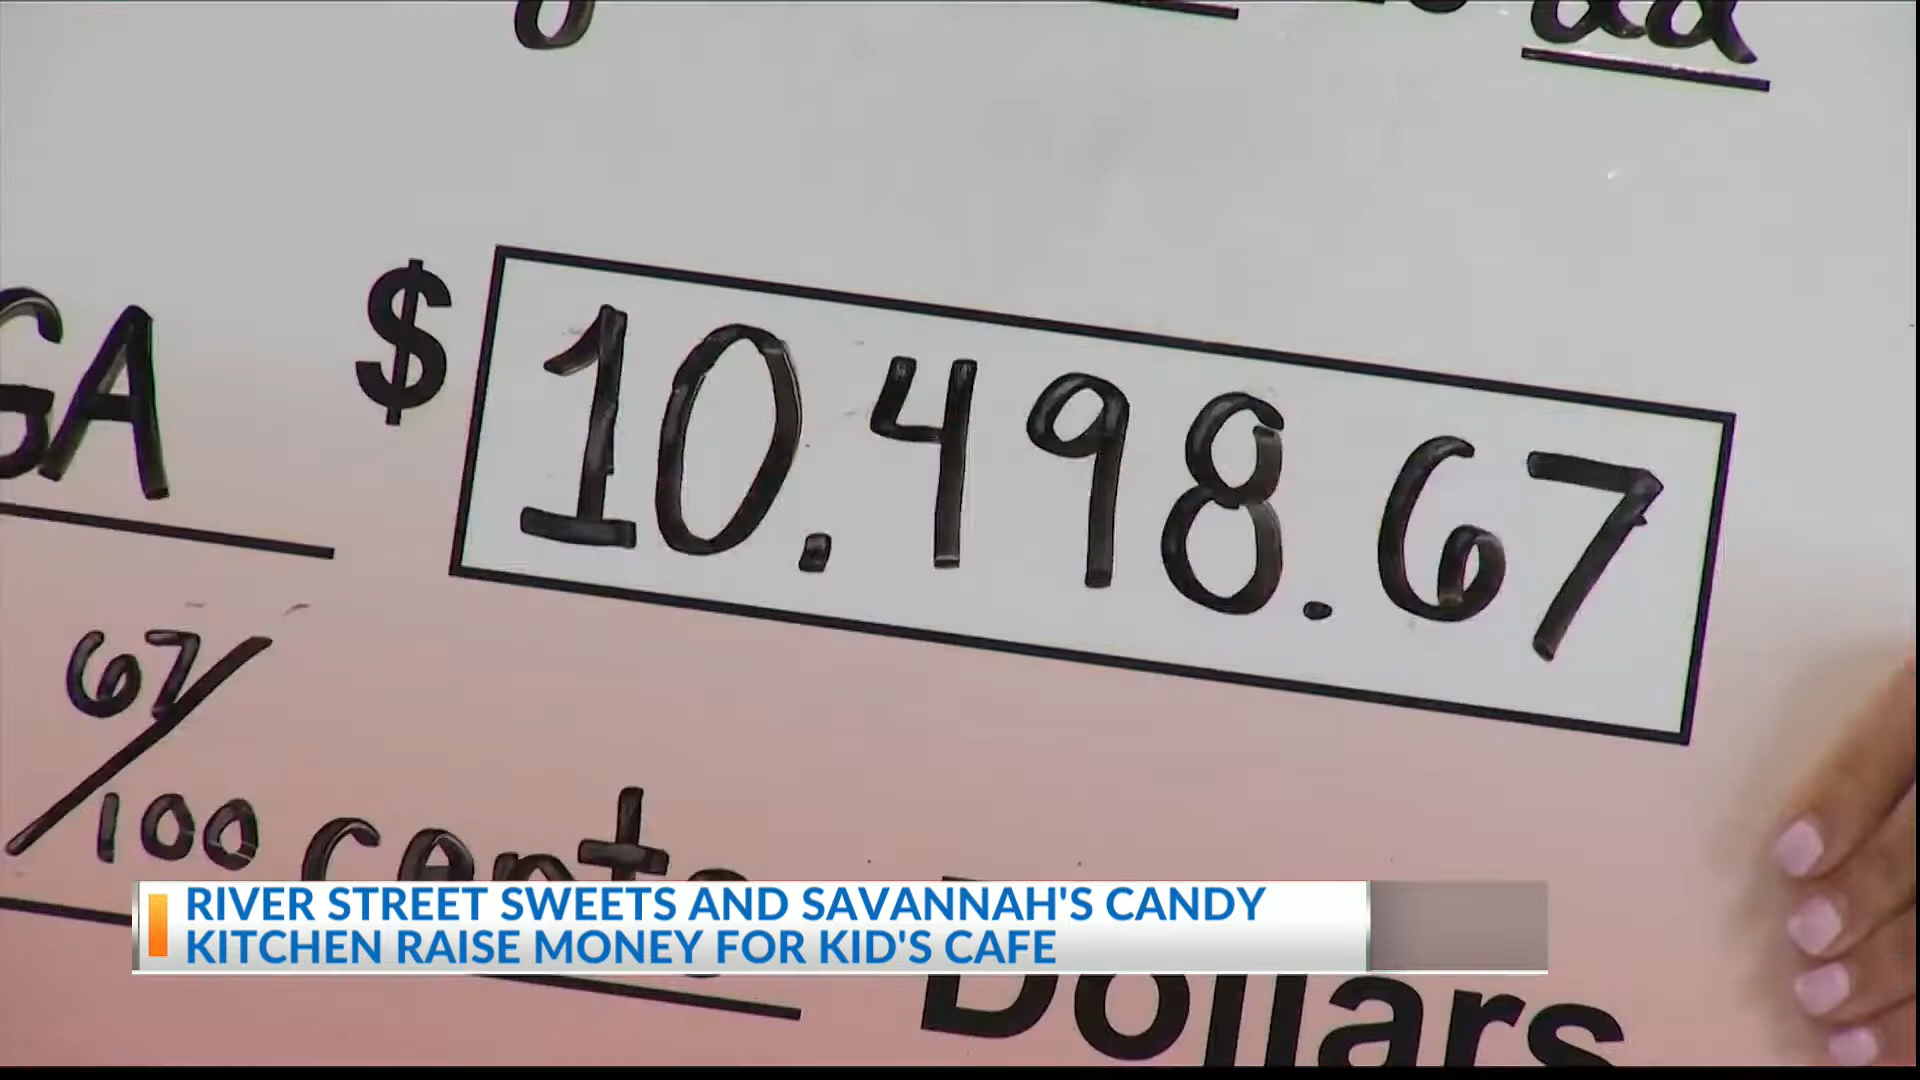 GA $ 10.498.67
67/100 cents
RIVER STREET SWEETS AND SAVANNAH'S CANDY
KITCHEN RAISE MONEY FOR KID'S CAFE
Dollars